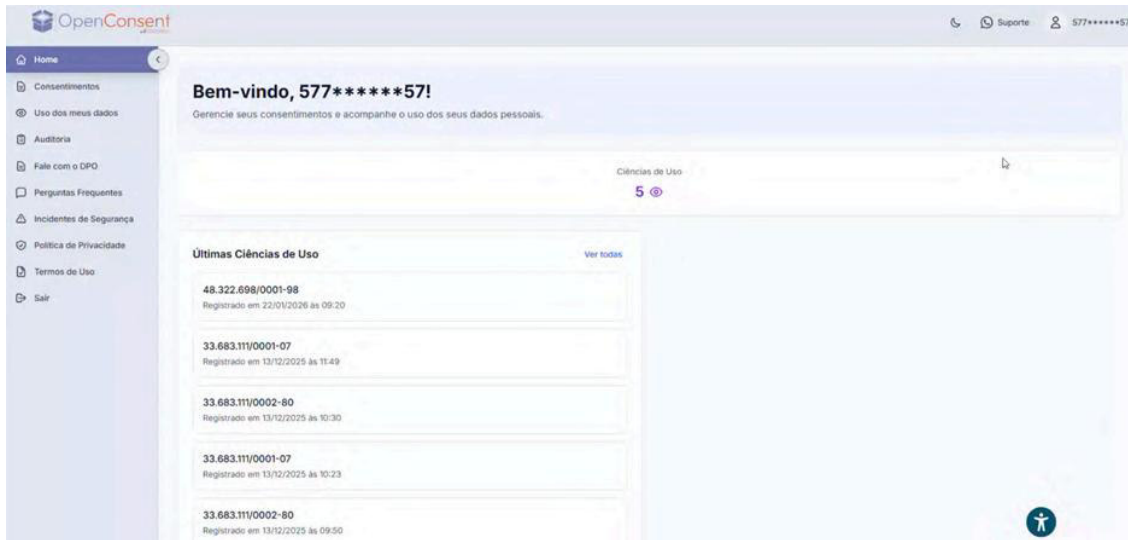 OpenConsent
Suporte
577******57
Home
Consentimentos
Uso dos meus dados
Auditoria
Fale com o DPO
Perguntas Frequentes
Incidentes de Segurança
Política de Privacidade
Termos de Uso
Sair
Bem-vindo, 577******57!
Gerencie seus consentimentos e acompanhe o uso dos seus dados pessoais.
Ciências de Uso
5
Últimas Ciências de Uso
Ver todas
48.322.698/0001-98
Registrado em 22/01/2026 às 09:20
33.683.111/0001-07
Registrado em 13/12/2025 às 11:49
33.683.111/0002-80
Registrado em 13/12/2025 às 10:30
33.683.111/0001-07
Registrado em 13/12/2025 às 10:23
33.683.111/0002-80
Registrado em 13/12/2025 às 09:50